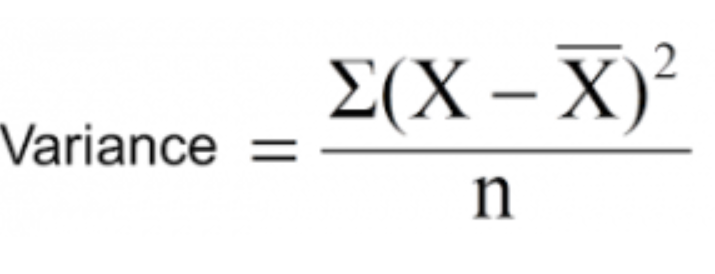 Variance = Σ(X – X̅)²
n